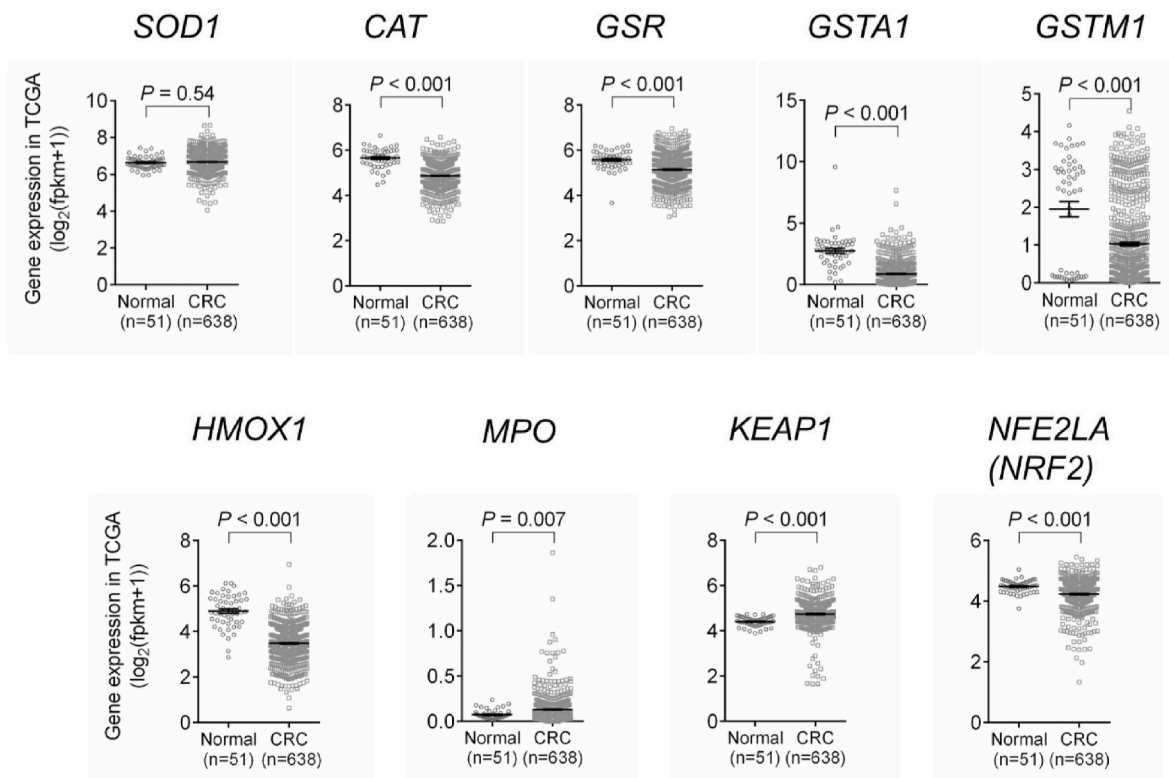 SOD1 CAT GSR GSTA1 GSTM1
Gene expression in TCGA
(log2(fpkm+1))
P = 0.54 P < 0.001 P < 0.001 P < 0.001 P < 0.001
10 8 6 4 2 0
8 6 4 2 0
8 6 4 2 0
15 10 5 0
5 4 3 2 1 0
Normal CRC Normal CRC Normal CRC Normal CRC Normal CRC
(n=51) (n=638) (n=51) (n=638) (n=51) (n=638) (n=51) (n=638) (n=51) (n=638)
HMOX1 MPO KEAP1 NFE2LA
(NRF2)
Gene expression in TCGA
(log2(fpkm+1))
P < 0.001 P = 0.007 P < 0.001 P < 0.001
8 6 4 2 0
2.0 1.5 1.0 0.5 0.0
8 6 4 2 0
6 4 2 0
Normal CRC Normal CRC Normal CRC Normal CRC
(n=51) (n=638) (n=51) (n=638) (n=51) (n=638) (n=51) (n=638)